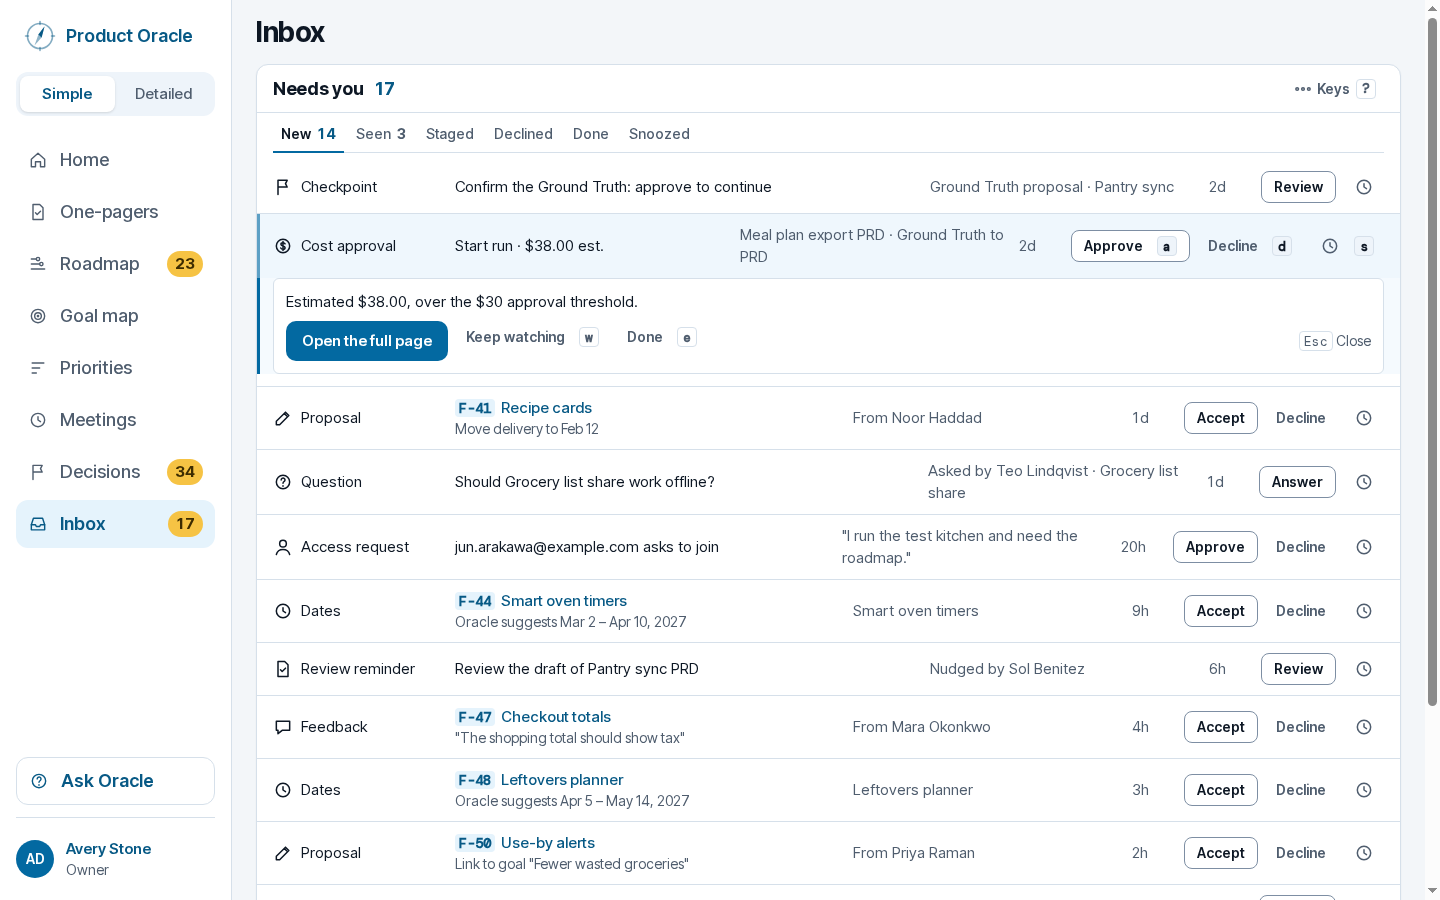 Product Oracle
Simple Detailed
Home
One-pagers
Roadmap 23
Goal map
Priorities
Meetings
Decisions 34
Inbox 17
Ask Oracle
AD Avery Stone
Owner
Inbox
Needs you 17 ••• Keys ?
New 14 Seen 3 Staged Declined Done Snoozed
Checkpoint Confirm the Ground Truth: approve to continue Ground Truth proposal · Pantry sync 2d Review
Cost approval Start run · $38.00 est. Meal plan export PRD · Ground Truth to 2d Approve a Decline d s
PRD
Estimated $38.00, over the $30 approval threshold.
Open the full page Keep watching w Done e Esc Close
Proposal F-41 Recipe cards From Noor Haddad 1d Accept Decline
Move delivery to Feb 12
Question Should Grocery list share work offline? Asked by Teo Lindqvist · Grocery list 1d Answer
share
Access request jun.arakawa@example.com asks to join "I run the test kitchen and need the 20h Approve Decline
roadmap."
Dates F-44 Smart oven timers Smart oven timers 9h Accept Decline
Oracle suggests Mar 2 – Apr 10, 2027
Review reminder Review the draft of Pantry sync PRD Nudged by Sol Benitez 6h Review
Feedback F-47 Checkout totals From Mara Okonkwo 4h Accept Decline
"The shopping total should show tax"
Dates F-48 Leftovers planner Leftovers planner 3h Accept Decline
Oracle suggests Apr 5 – May 14, 2027
Proposal F-50 Use-by alerts From Priya Raman 2h Accept Decline
Link to goal "Fewer wasted groceries"